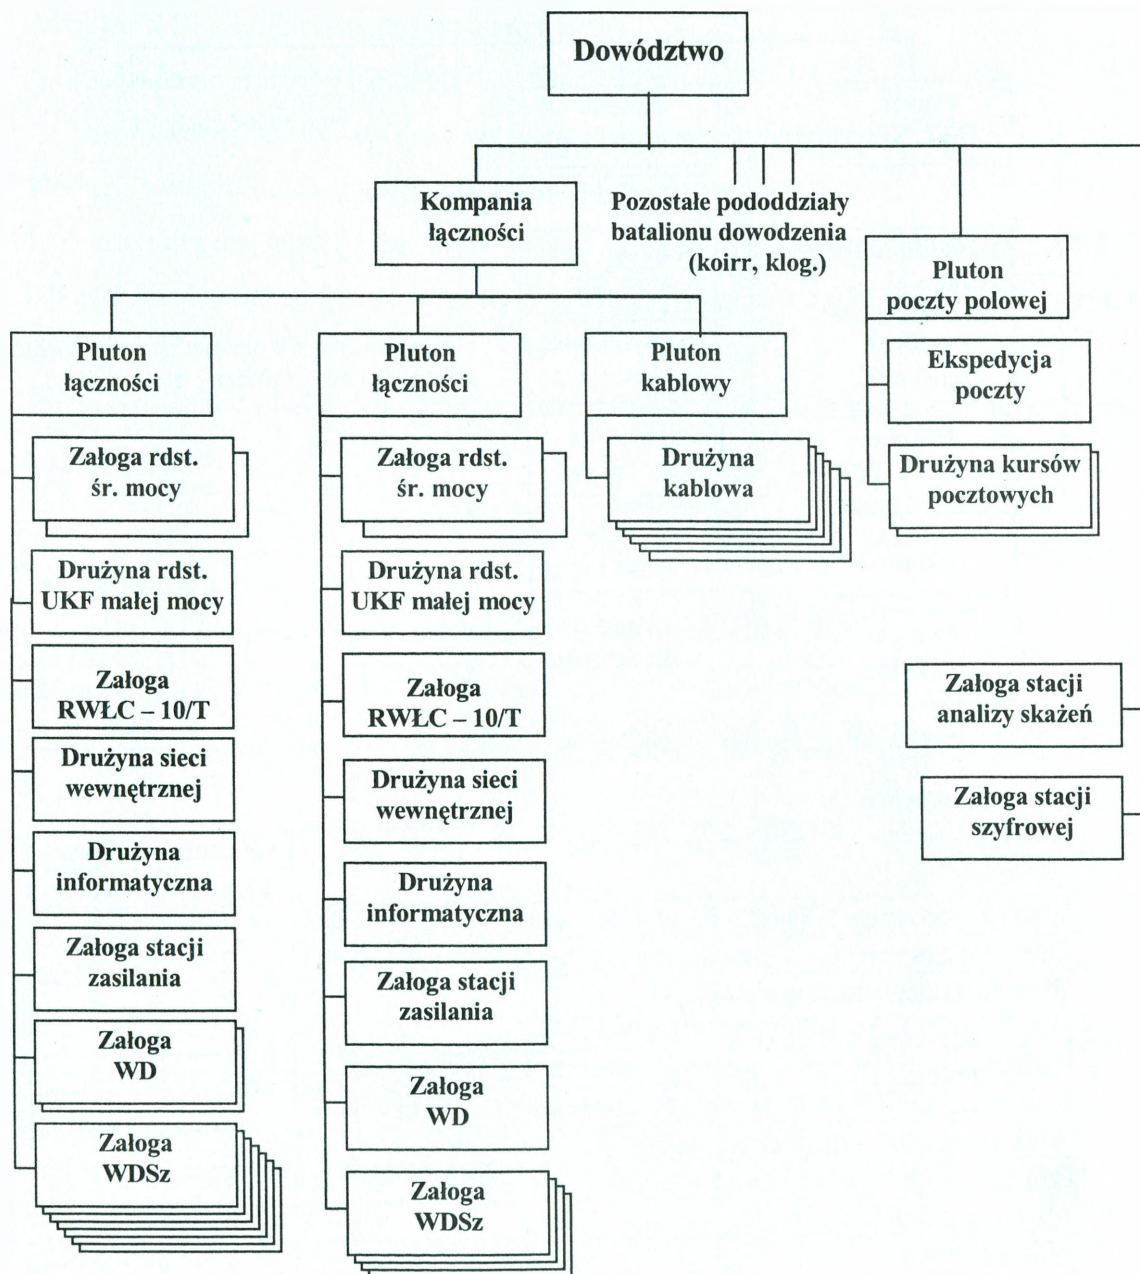 Dowództwo
Kompania
łączności
Pozostałe pododdziały
batalionu dowodzenia
(koirr, klog.)
Pluton
poczty polowej
Ekspedycja
poczty
Drużyna kursów
pocztowych
Pluton
łączności
Pluton
łączności
Pluton
kablowy
Załoga rdst.
śr. mocy
Drużyna rdst.
UKF małej mocy
Załoga
RWŁC – 10/T
Drużyna sieci
wewnętrznej
Drużyna
informatyczna
Załoga stacji
zasilania
Załoga
WD
Załoga
WDSz
Załoga rdst.
śr. mocy
Drużyna rdst.
UKF małej mocy
Załoga
RWŁC – 10/T
Drużyna sieci
wewnętrznej
Drużyna
informatyczna
Załoga stacji
zasilania
Załoga
WD
Załoga
WDSz
Drużyna
kablowa
Załoga stacji
analizy skażeń
Załoga stacji
szyfrowej